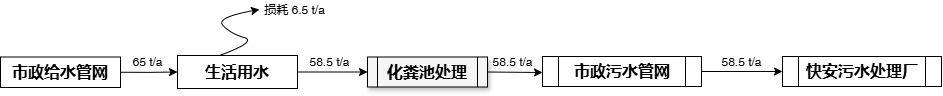 损耗 6.5 t/a
市政给水管网
65 t/a
生活用水
58.5 t/a
化粪池处理
58.5 t/a
市政污水管网
58.5 t/a
快安污水处理厂